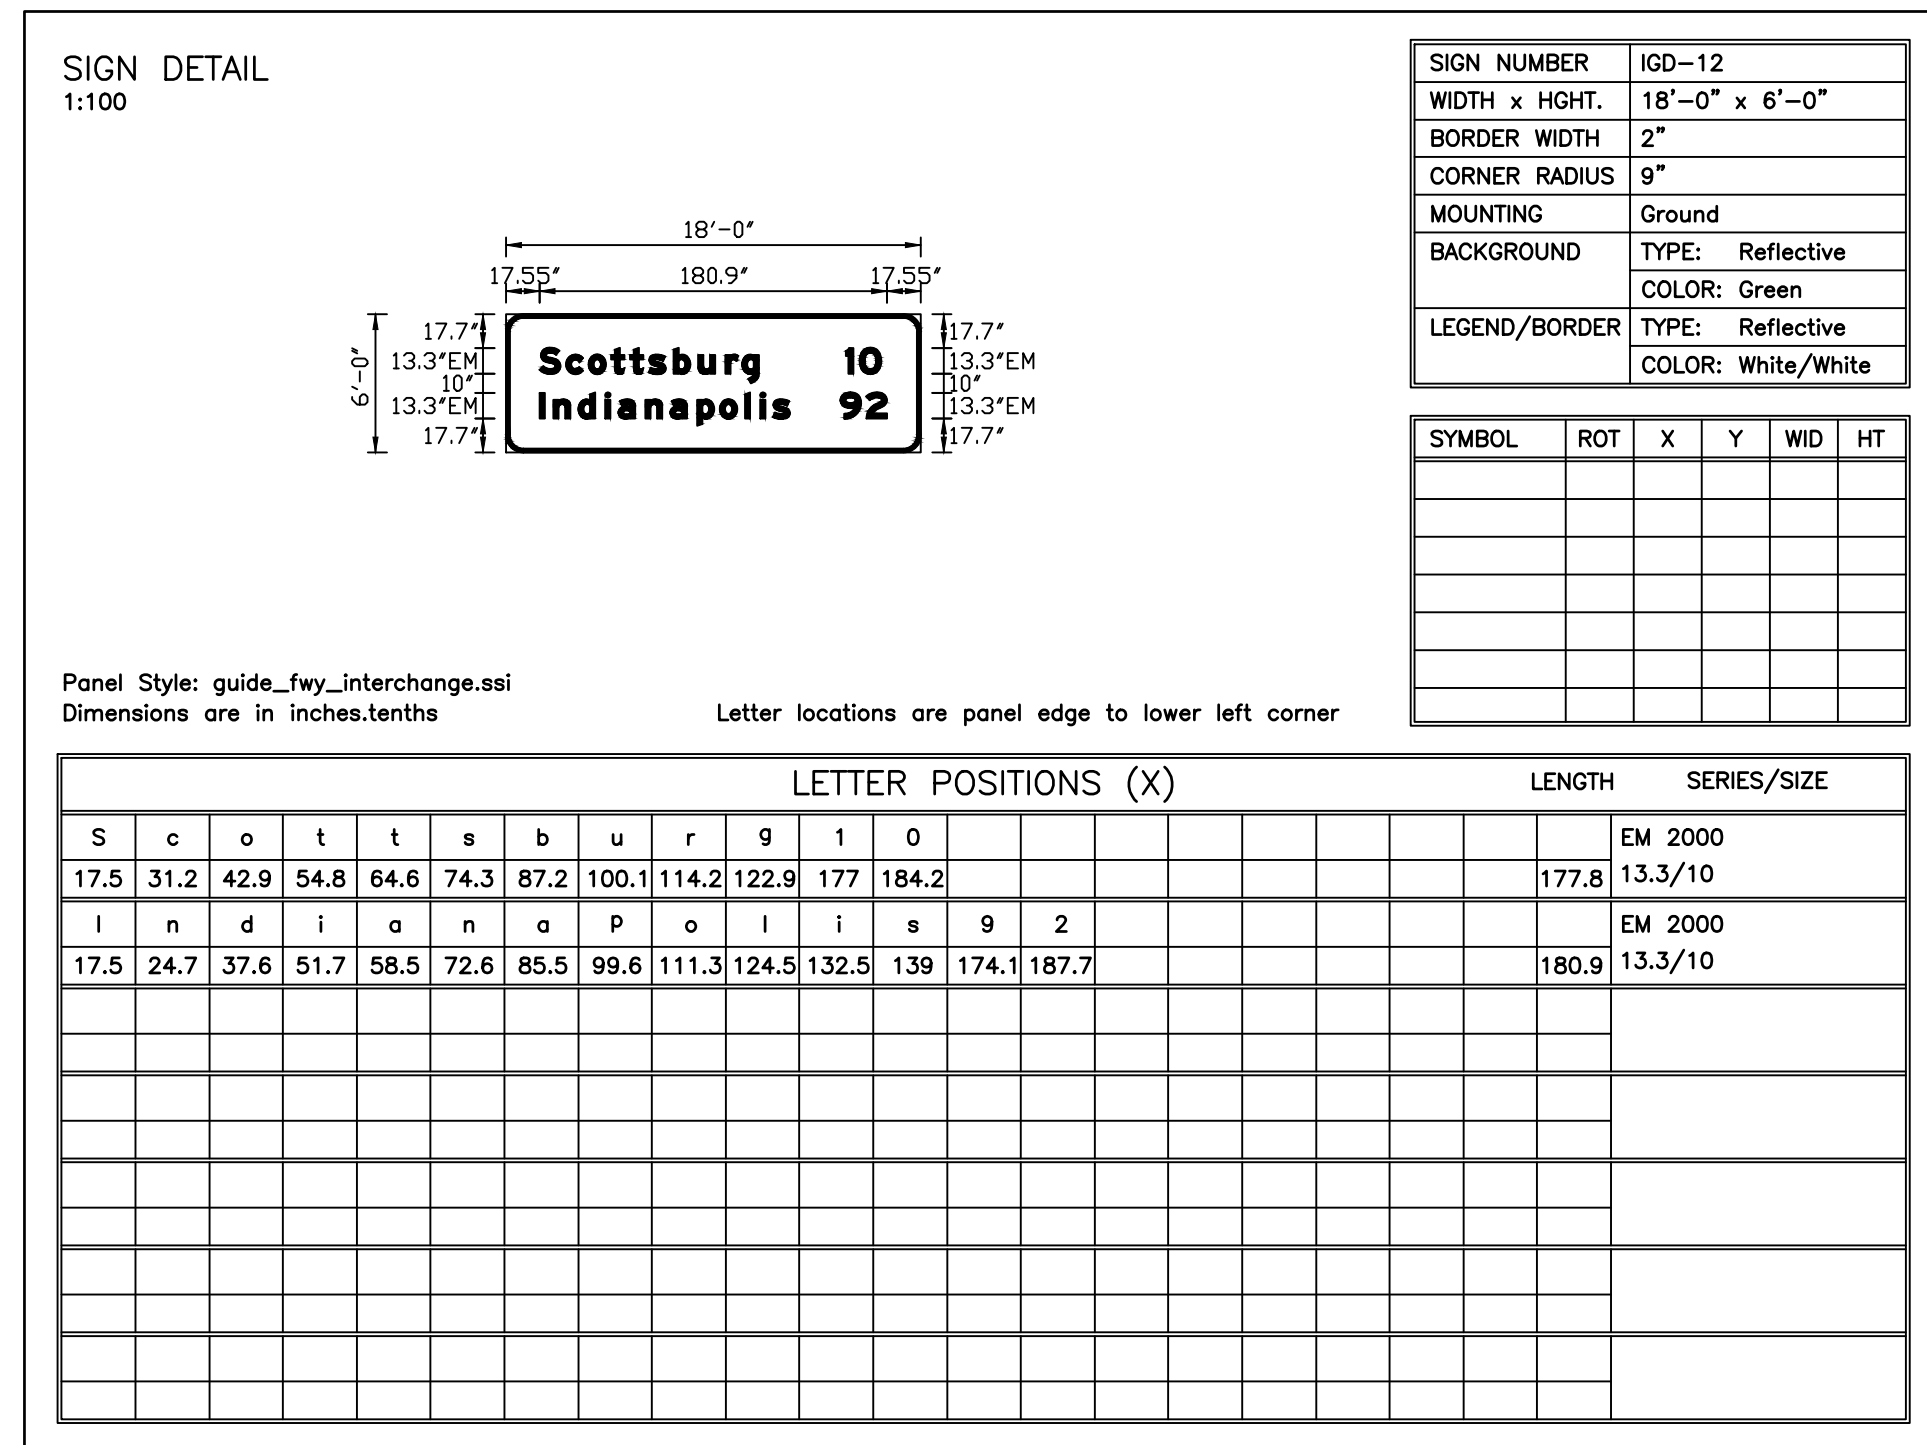 SIGN DETAIL
1:100
SIGN NUMBER IGD-12
WIDTH x HGHT. 18'-0" x 6'-0"
BORDER WIDTH 2"
CORNER RADIUS 9"
MOUNTING Ground
BACKGROUND TYPE: Reflective
COLOR: Green
LEGEND/BORDER TYPE: Reflective
COLOR: White/White
18'-0"
17.55" 180.9" 17.55"
6'-0"
17.7" 17.7"
13.3"EM Scottsburg 10 13.3"EM
10" 10"
13.3"EM Indianapolis 92 13.3"EM
17.7" 17.7"
SYMBOL ROT X Y WID HT
Panel Style: guide_fwy_interchange.ssi
Dimensions are in inches.tenths Letter locations are panel edge to lower left corner
LETTER POSITIONS (X) LENGTH SERIES/SIZE
S c o t t s b u r g 1 0 EM 2000
17.5 31.2 42.9 54.8 64.6 74.3 87.2 100.1 114.2 122.9 177 184.2 177.8 13.3/10
I n d i a n a p o l i s 9 2 EM 2000
17.5 24.7 37.6 51.7 58.5 72.6 85.5 99.6 111.3 124.5 132.5 139 174.1 187.7 180.9 13.3/10